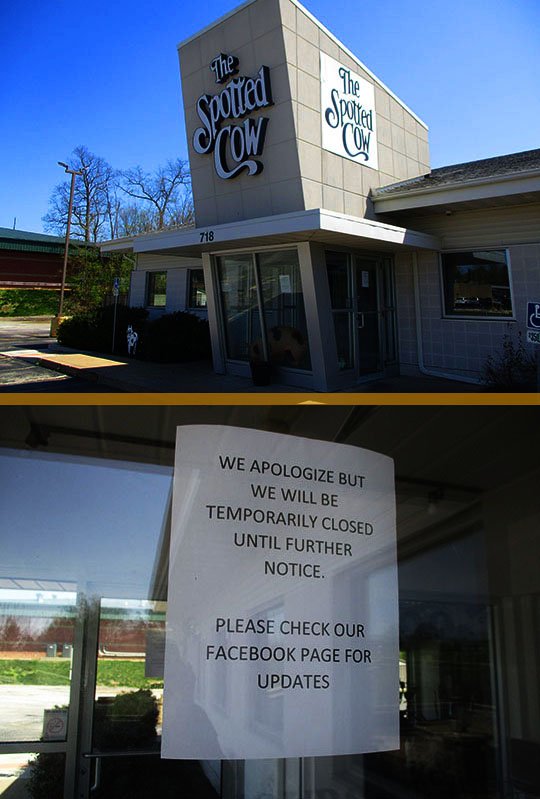 The
Spotted
Cow
The
Spotted
Cow
718
WE APOLOGIZE BUT
WE WILL BE
TEMPORARILY CLOSED
UNTIL FURTHER
NOTICE.
PLEASE CHECK OUR
FACEBOOK PAGE FOR
UPDATES